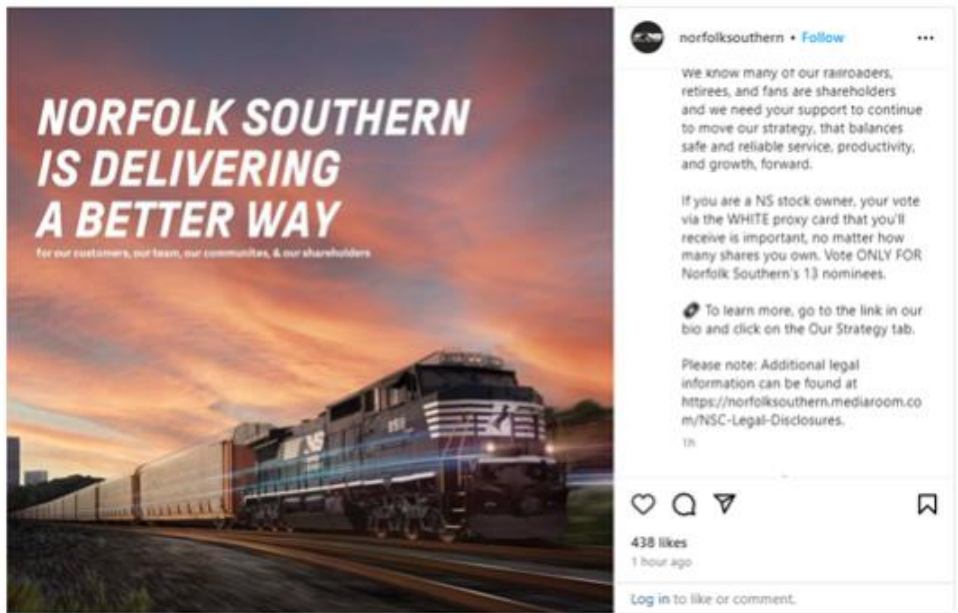 NORFOLK SOUTHERN
IS DELIVERING
A BETTER WAY
for our customers, our team, our communites, & our shareholders
NS
norfolksouthern • Follow
We know many of our railroaders,
retirees, and fans are shareholders
and we need your support to continue
to move our strategy, that balances
safe and reliable service, productivity,
and growth, forward.
If you are a NS stock owner, your vote
via the WHITE proxy card that you'll
receive is important, no matter how
many shares you own. Vote ONLY FOR
Norfolk Southern's 13 nominees.
To learn more, go to the link in our
bio and click on the Our Strategy tab.
Please note: Additional legal
information can be found at
https://norfolksouthern.mediaroom.co
m/NSC-Legal-Disclosures.
1h
438 likes
1 hour ago
Log in to like or comment.